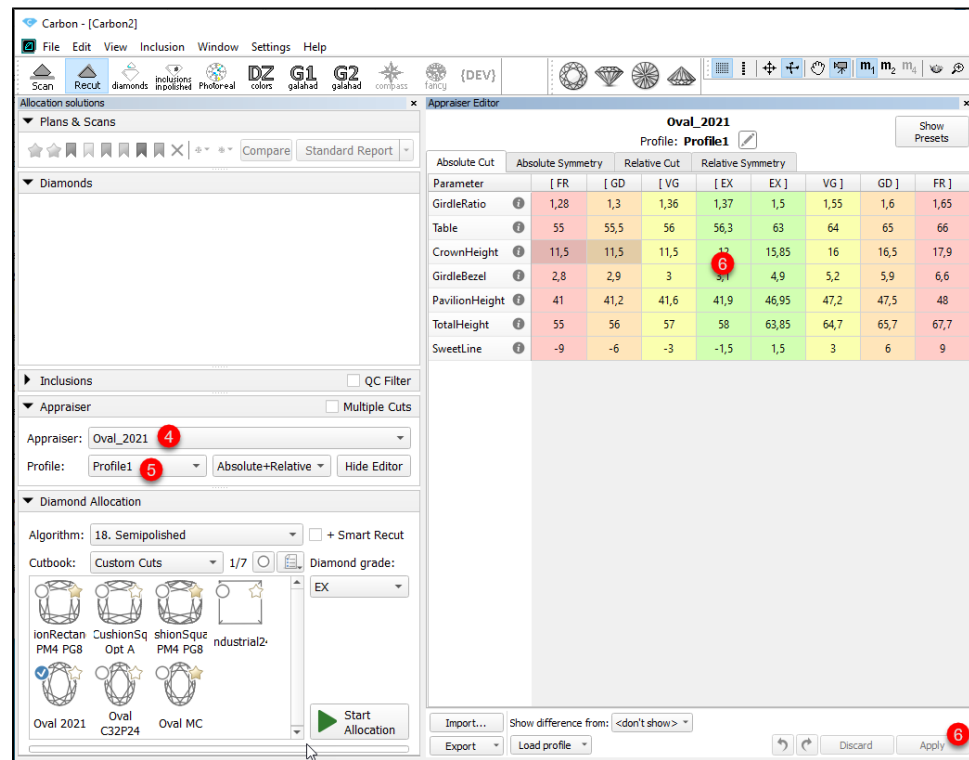 Carbon - [Carbon2]
File Edit View Inclusion Window Settings Help
Scan Recut diamonds inclusions inpolished Photoreal DZ colors G1 galahad G2 galahad compass fancy {DEV} m1 m2 m4
Allocation solutions ×
Plans & Scans
Compare Standard Report
Diamonds
Inclusions QC Filter
Appraiser Multiple Cuts
Appraiser: Oval_2021 4
Profile: Profile1 5 Absolute+Relative Hide Editor
Diamond Allocation
Algorithm: 18. Semipolished + Smart Recut
Cutbook: Custom Cuts 1/7 Diamond grade:
EX
ionRectan CushionSq shionSqua ndustrial2
PM4 PG8 Opt A PM4 PG8
Oval 2021 Oval C32P24 Oval MC
Start Allocation
Appraiser Editor ×
Oval_2021
Profile: Profile1
Show Presets
Absolute Cut Absolute Symmetry Relative Cut Relative Symmetry
Parameter [ FR [ GD [ VG [ EX EX ] VG ] GD ] FR ]
GirdleRatio 1,28 1,3 1,36 1,37 1,5 1,55 1,6 1,65
Table 55 55,5 56 56,3 63 64 65 66
CrownHeight 11,5 11,5 11,5 15,85 16 16,5 17,9
6
GirdleBezel 2,8 2,9 3 4,9 5,2 5,9 6,6
PavilionHeight 41 41,2 41,6 41,9 46,95 47,2 47,5 48
TotalHeight 55 56 57 58 63,85 64,7 65,7 67,7
SweetLine -9 -6 -3 -1,5 1,5 3 6 9
Import... Show difference from: <don't show>
Export Load profile Discard Apply 6